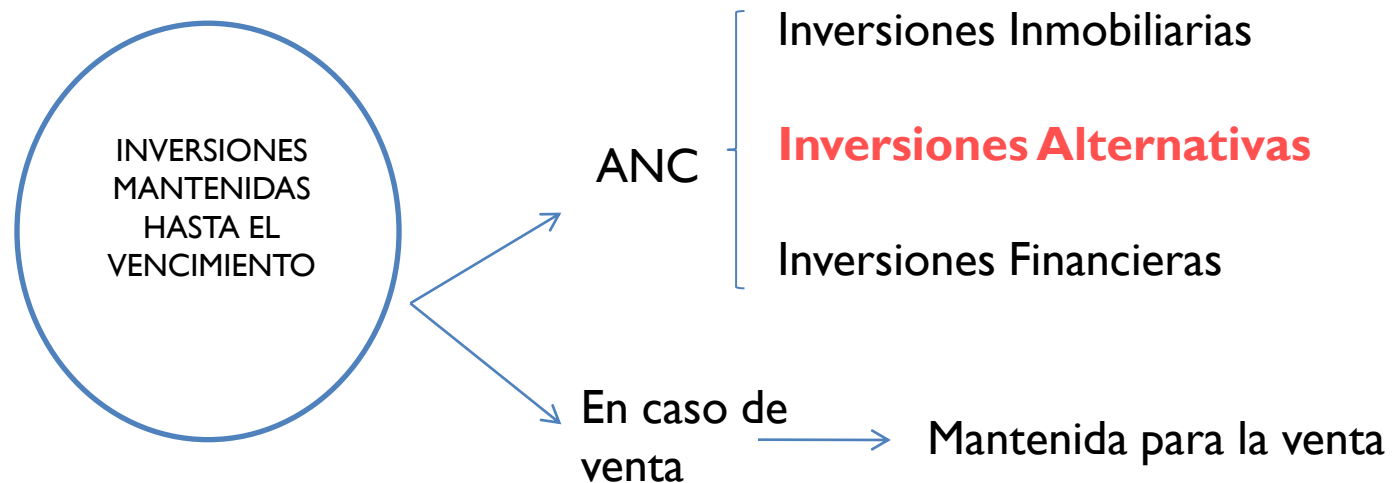 INVERSIONES
MANTENIDAS
HASTA EL
VENCIMIENTO
ANC
Inversiones Inmobiliarias
Inversiones Alternativas
Inversiones Financieras
En caso de
venta
Mantenida para la venta